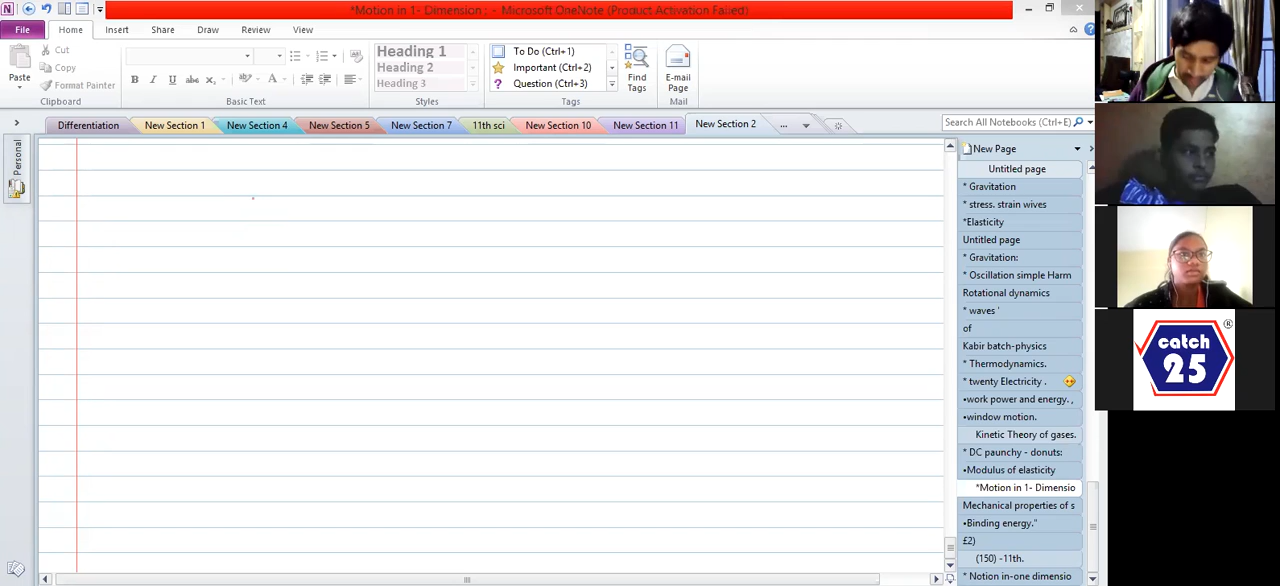 *Motion in 1- Dimension : - Microsoft OneNote (Product Activation Failed)
File
Home
Insert
Share
Draw
Review
View
Paste
Cut
Copy
Format Painter
Clipboard
B I U abc x₂ ab A
Basic Text
Heading 1
Heading 2
Heading 3
Styles
To Do (Ctrl+1)
Important (Ctrl+2)
Question (Ctrl+3)
Tags
Find Tags
E-mail Page
Mail
Differentiation
New Section 1
New Section 4
New Section 5
New Section 7
11th sci
New Section 10
New Section 11
New Section 2
...
Search All Notebooks (Ctrl+E)
Personal
New Page
Untitled page
* Gravitation
* stress. strain wives
*Elasticity
Untitled page
* Gravitation:
* Oscillation simple Harm
Rotational dynamics
* waves '
of
Kabir batch-physics
* Thermodynamics.
* twenty Electricity .
•work power and energy. ,
•window motion.
Kinetic Theory of gases.
* DC paunchy - donuts:
•Modulus of elasticity
*Motion in 1- Dimensio
Mechanical properties of s
•Binding energy."
£2)
(150) -11th.
* Notion in-one dimensio
catch
25
®